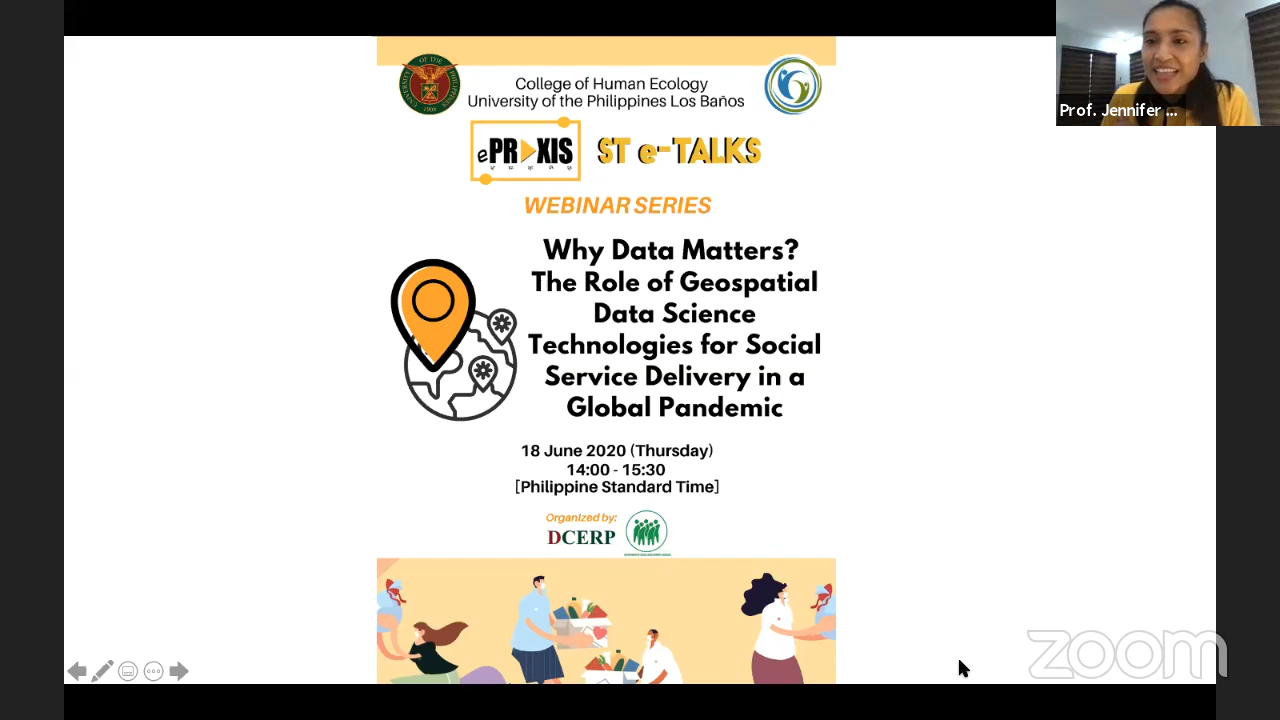 College of Human Ecology
University of the Philippines Los Baños
ePRAXIS ST e-TALKS
WEBINAR SERIES
Why Data Matters?
The Role of Geospatial
Data Science
Technologies for Social
Service Delivery in a
Global Pandemic
18 June 2020 (Thursday)
14:00 - 15:30
[Philippine Standard Time]
Organized by:
DCERP
Prof. Jennifer ...
zoom